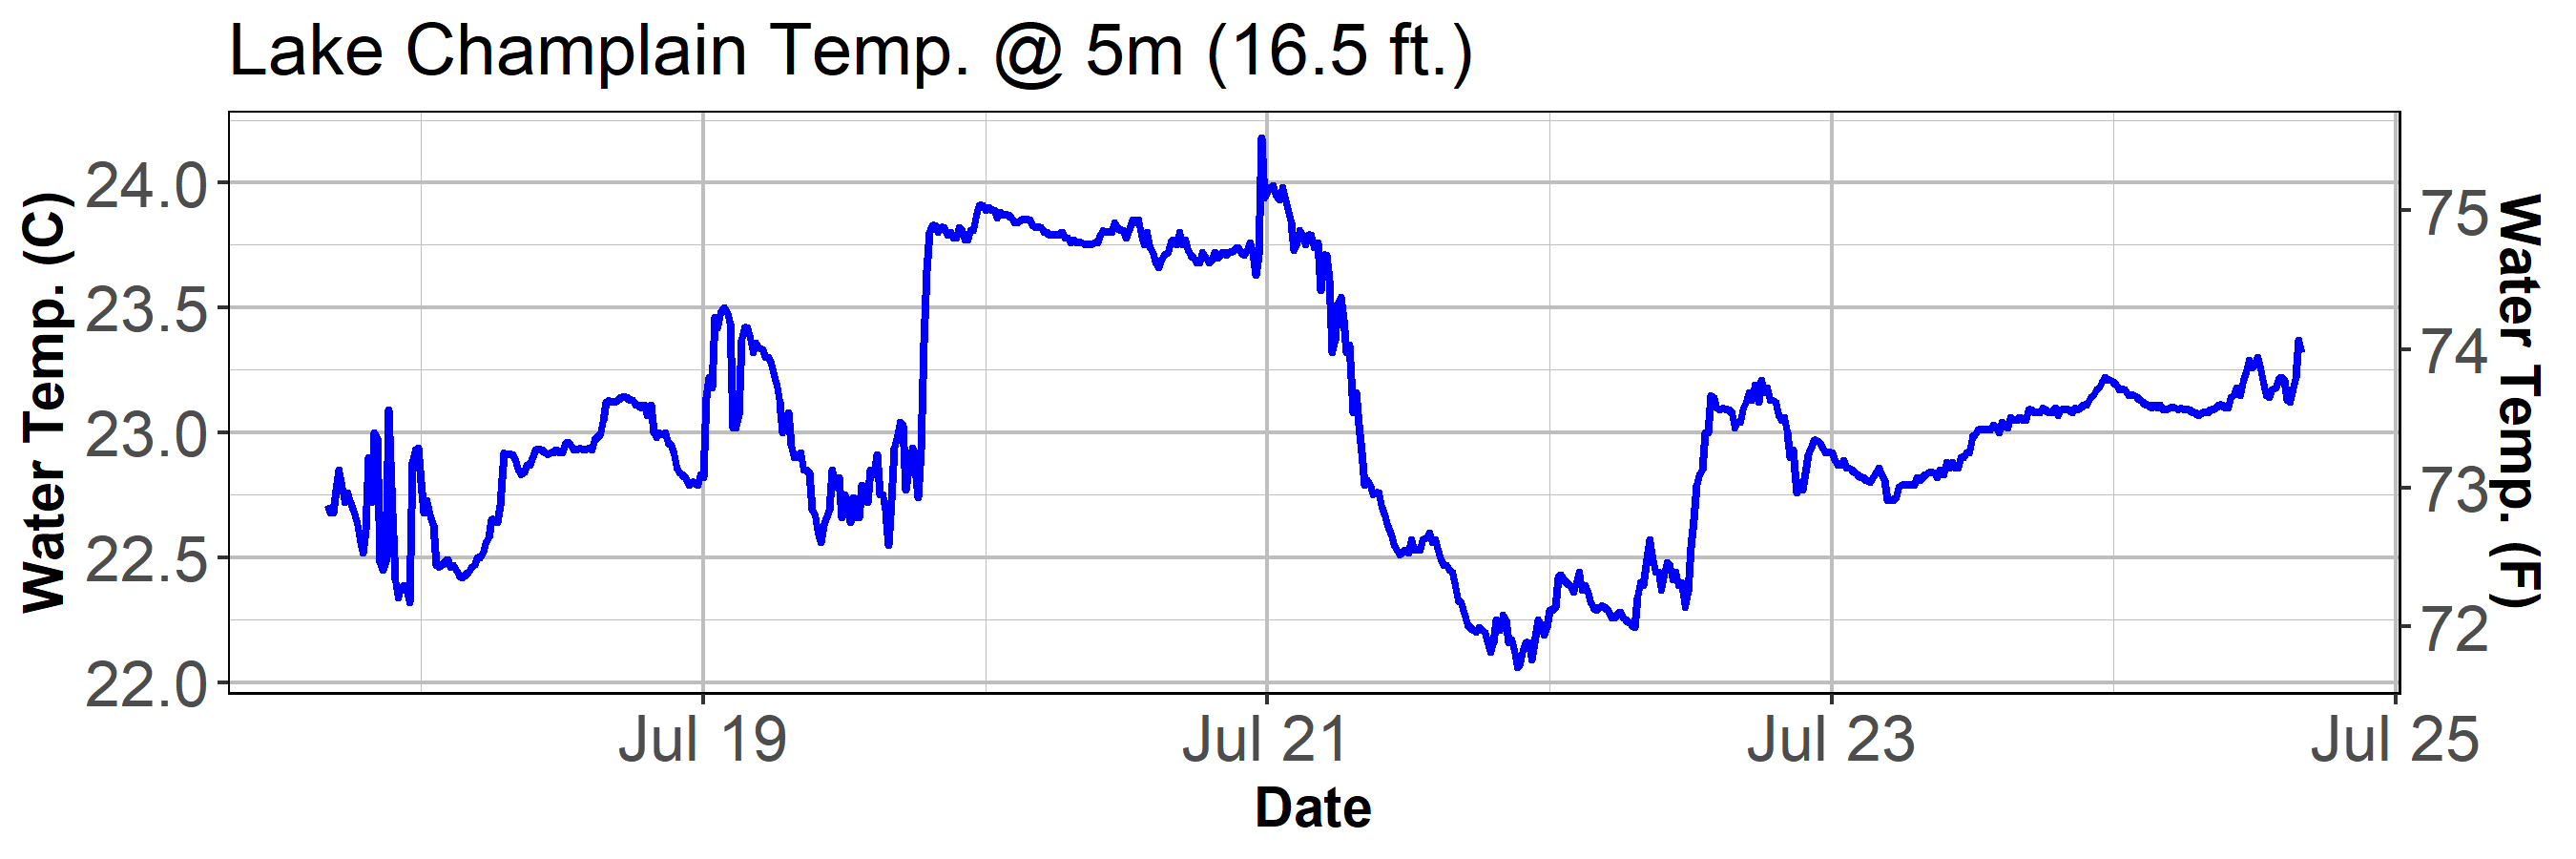 Lake Champlain Temp. @ 5m (16.5 ft.)
Water Temp. (C)
24.0
23.5
23.0
22.5
22.0
75
74
73
72
Water Temp. (F)
Jul 19 Jul 21 Jul 23 Jul 25
Date